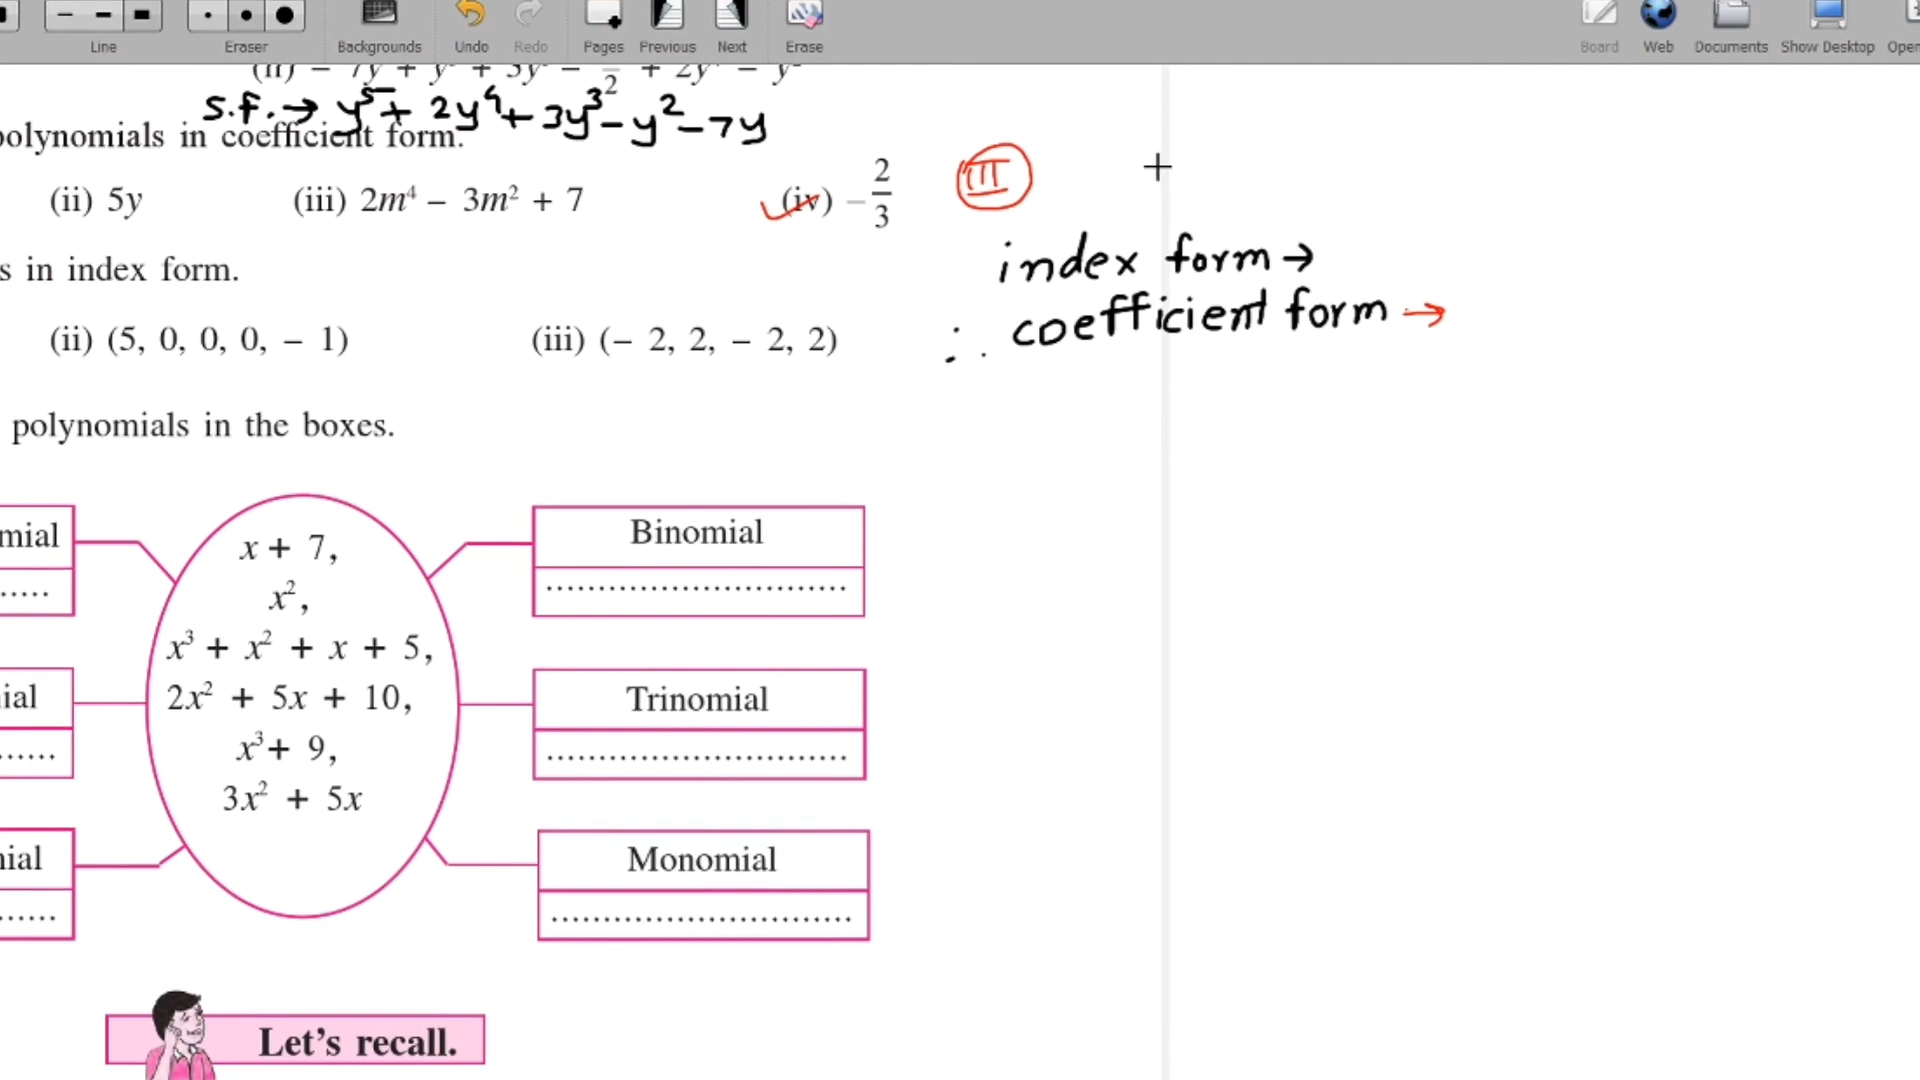 Line Eraser Backgrounds Undo Redo Pages Previous Next Erase Board Web Documents Show Desktop Open
s.f. → y⁵ + 2y⁴ + 3y³ – y² – 7y
polynomials in coefficient form.
(ii) 5y (iii) 2m⁴ – 3m² + 7 (iv) – 2/3
III
s in index form.
index form →
∴ coefficient form →
(ii) (5, 0, 0, 0, – 1) (iii) (– 2, 2, – 2, 2)
polynomials in the boxes.
mial
.....
x + 7,
x²,
x³ + x² + x + 5,
2x² + 5x + 10,
x³ + 9,
3x² + 5x
Binomial
..............................
ial
......
Trinomial
..............................
nial
......
Monomial
..............................
Let's recall.